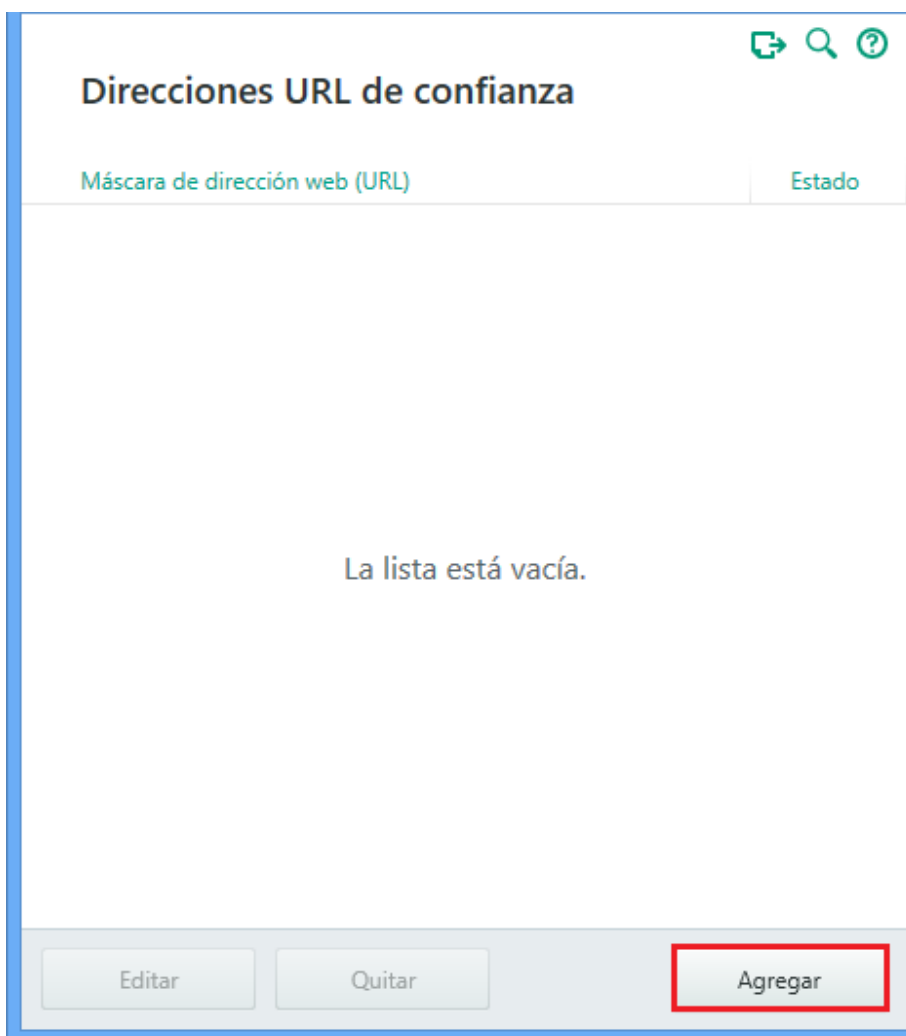 Direcciones URL de confianza
Máscara de dirección web (URL) Estado
La lista está vacía.
Editar Quitar Agregar